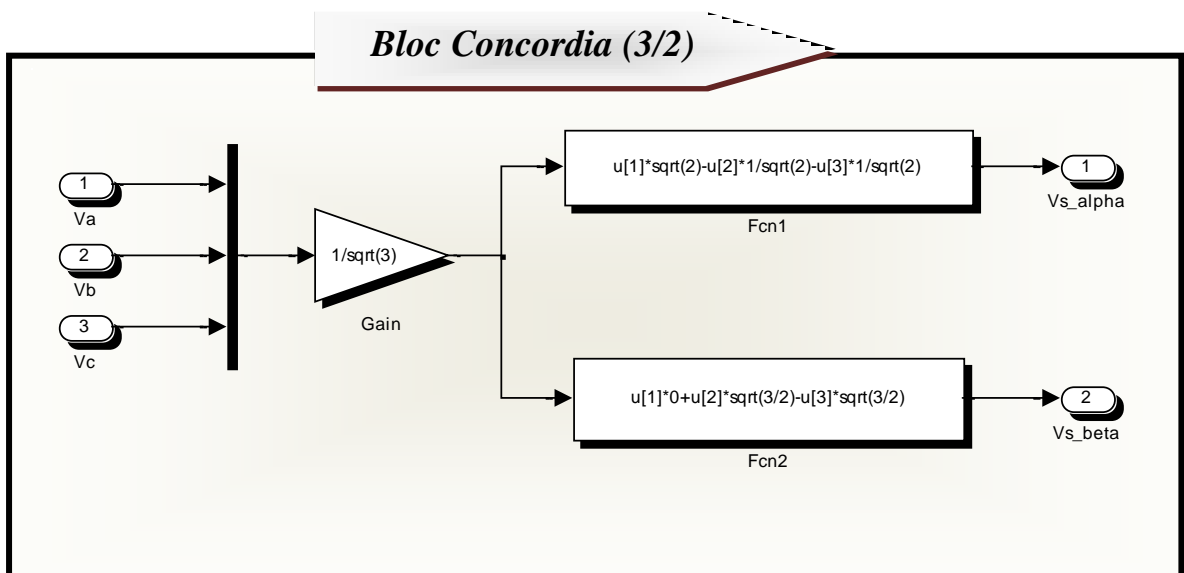 Bloc Concordia (3/2)
1
Va
2
Vb
3
Vc
1/sqrt(3)
Gain
u[1]*sqrt(2)-u[2]*1/sqrt(2)-u[3]*1/sqrt(2)
Fcn1
1
Vs_alpha
u[1]*0+u[2]*sqrt(3/2)-u[3]*sqrt(3/2)
Fcn2
2
Vs_beta